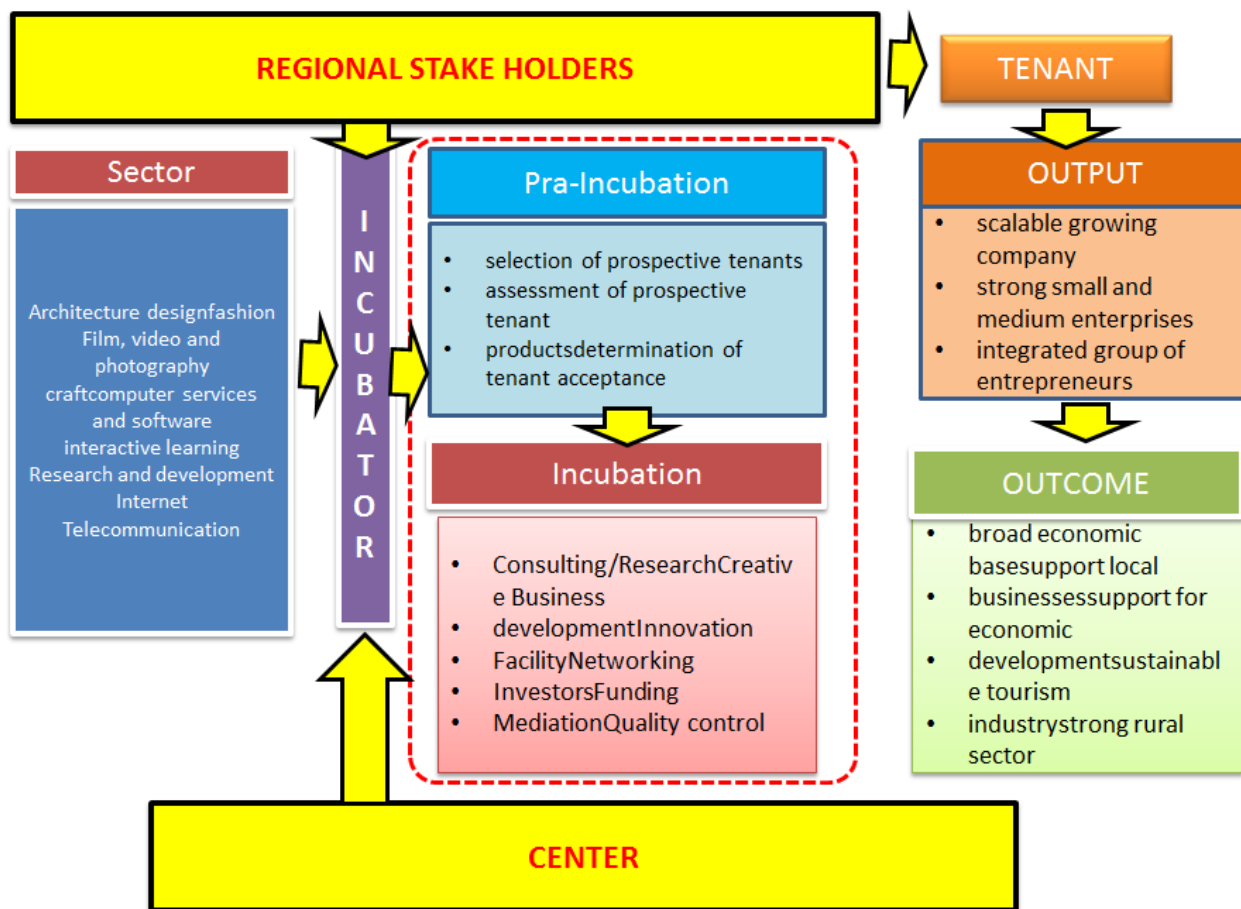 REGIONAL STAKE HOLDERS
TENANT
Sector
Architecture designfashion
Film, video and
photography
craftcomputer services
and software
interactive learning
Research and development
Internet
Telecommunication
INCUBATOR
Pra-Incubation
• selection of prospective tenants
• assessment of prospective
tenant
• productsdetermination of
tenant acceptance
Incubation
• Consulting/ResearchCreativ
e Business
• developmentInnovation
• FacilityNetworking
• InvestorsFunding
• MediationQuality control
OUTPUT
• scalable growing
company
• strong small and
medium enterprises
• integrated group of
entrepreneurs
OUTCOME
• broad economic
basesupport local
• businessessupport for
economic
• developmentsustainabl
e tourism
• industrystrong rural
sector
CENTER